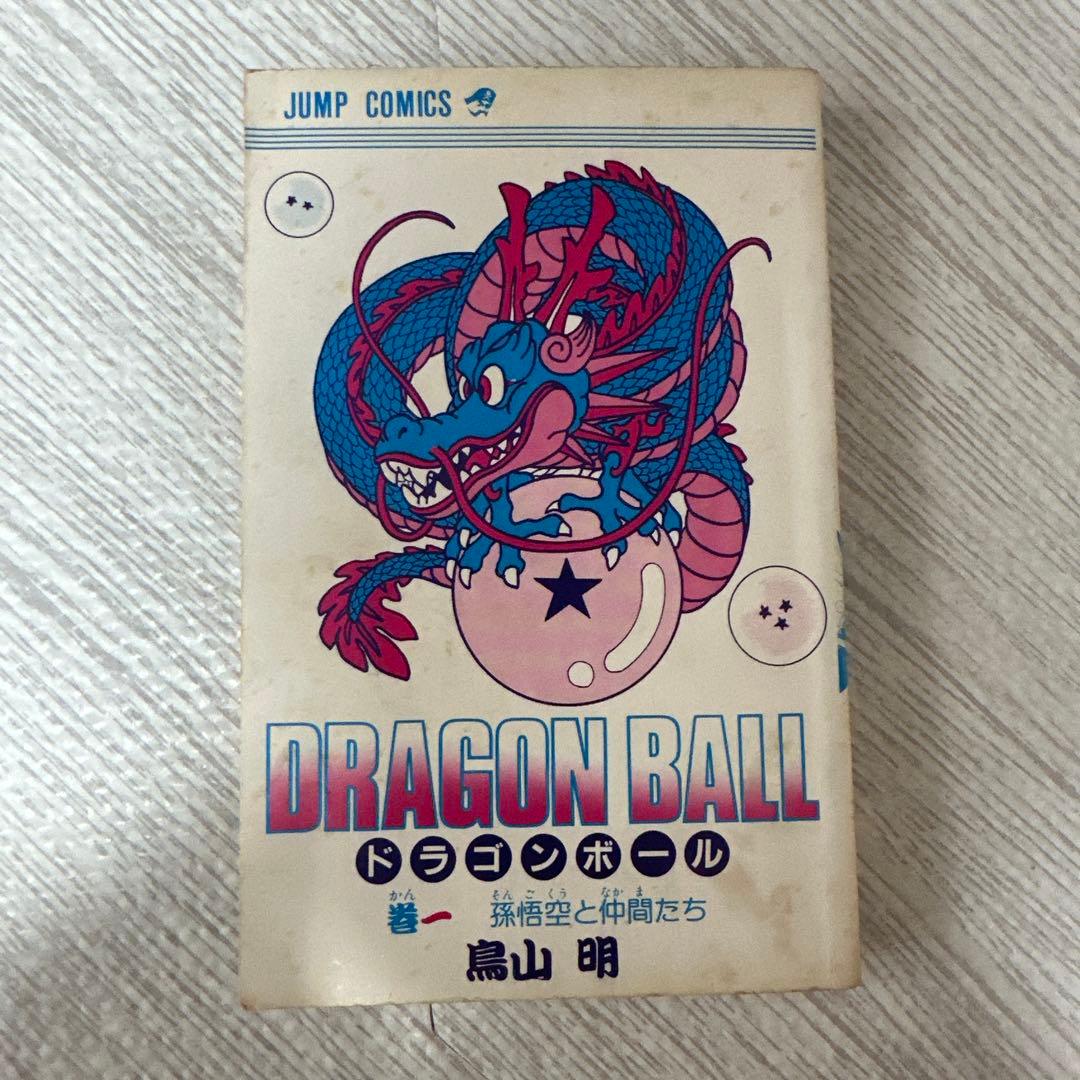 JUMP COMICS
DRAGON BALL
ドラゴンボール
かん そんごくう なかま
巻一 孫悟空と仲間たち
鳥山 明